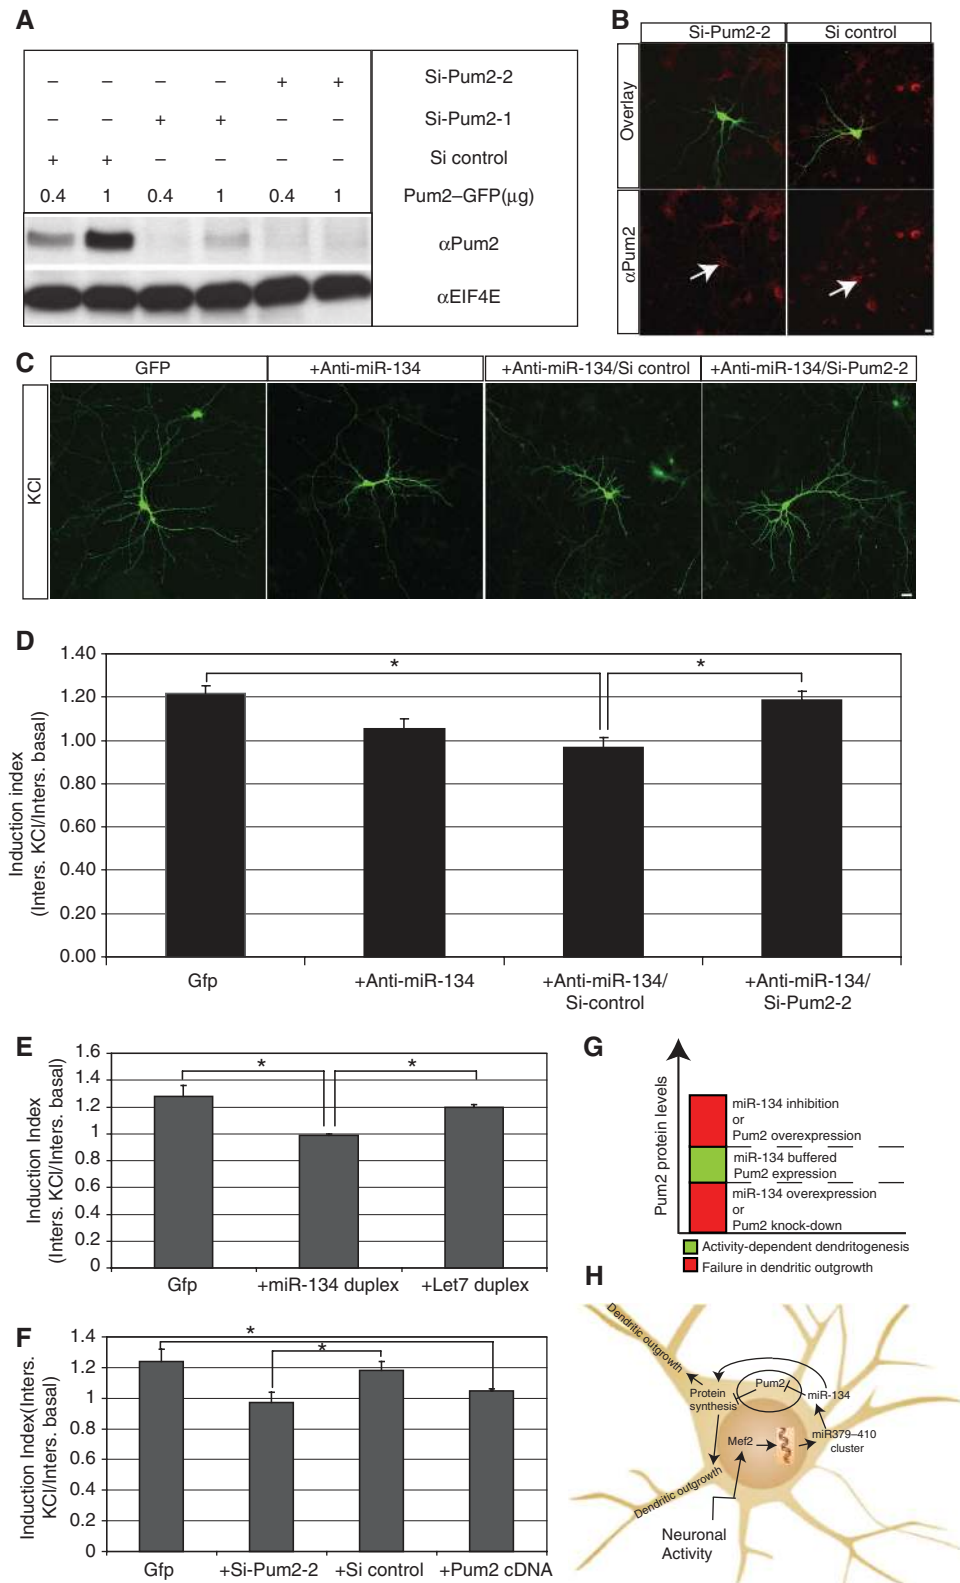 A
– – – – + + Si-Pum2-2
– – + + – – Si-Pum2-1
+ + – – – – Si control
0.4 1 0.4 1 0.4 1 Pum2–GFP(μg)
αPum2
αEIF4E
B
Si-Pum2-2 Si control
Overlay
αPum2
C
GFP +Anti-miR-134 +Anti-miR-134/Si control +Anti-miR-134/Si-Pum2-2
KCl
D
Induction index
(Inters. KCl/Inters. basal)
1.40
1.20
1.00
0.80
0.60
0.40
0.20
0.00
* *
Gfp +Anti-miR-134 +Anti-miR-134/
Si-control +Anti-miR-134/
Si-Pum2-2
E
Induction Index
(Inters. KCl/Inters. basal)
1.6
1.4
1.2
1
0.8
0.6
0.4
0.2
0
* *
Gfp +miR-134 duplex +Let7 duplex
F
Induction Index(Inters.
KCl/Inters. basal)
1.4
1.2
1
0.8
0.6
0.4
0.2
0
*
*
Gfp +Si-Pum2-2 +Si control +Pum2 cDNA
G
Pum2 protein levels
miR-134 inhibition
or
Pum2 overexpression
miR-134 buffered
Pum2 expression
miR-134 overexpression
or
Pum2 knock-down
Activity-dependent dendritogenesis
Failure in dendritic outgrowth
H
Dendritic outgrowth
Protein
synthesis
Pum2
miR-134
Mef2
miR379–410
cluster
Dendritic outgrowth
Neuronal
Activity